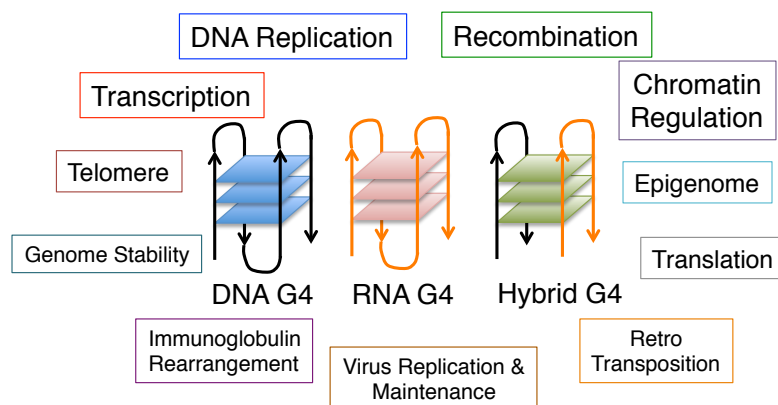 DNA Replication
Recombination
Transcription
Chromatin
Regulation
Telomere
Epigenome
Genome Stability
Translation
DNA G4
RNA G4
Hybrid G4
Immunoglobulin
Rearrangement
Virus Replication &
Maintenance
Retro
Transposition